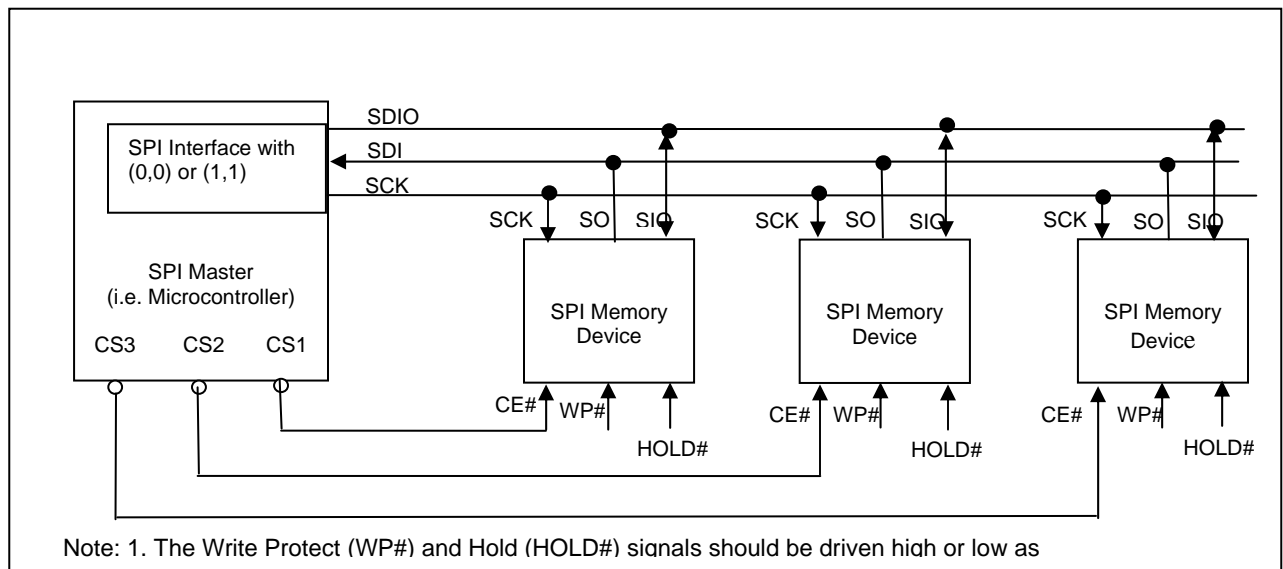 SDIO
SPI Interface with
(0,0) or (1,1)
SDI
SCK
SCK SO SIO
SCK SO SIO
SCK SO SIO
SPI Master
(i.e. Microcontroller)
SPI Memory
Device
SPI Memory
Device
SPI Memory
Device
CS3 CS2 CS1
CE# WP#
HOLD#
CE# WP#
HOLD#
CE# WP#
HOLD#
Note: 1. The Write Protect (WP#) and Hold (HOLD#) signals should be driven high or low as